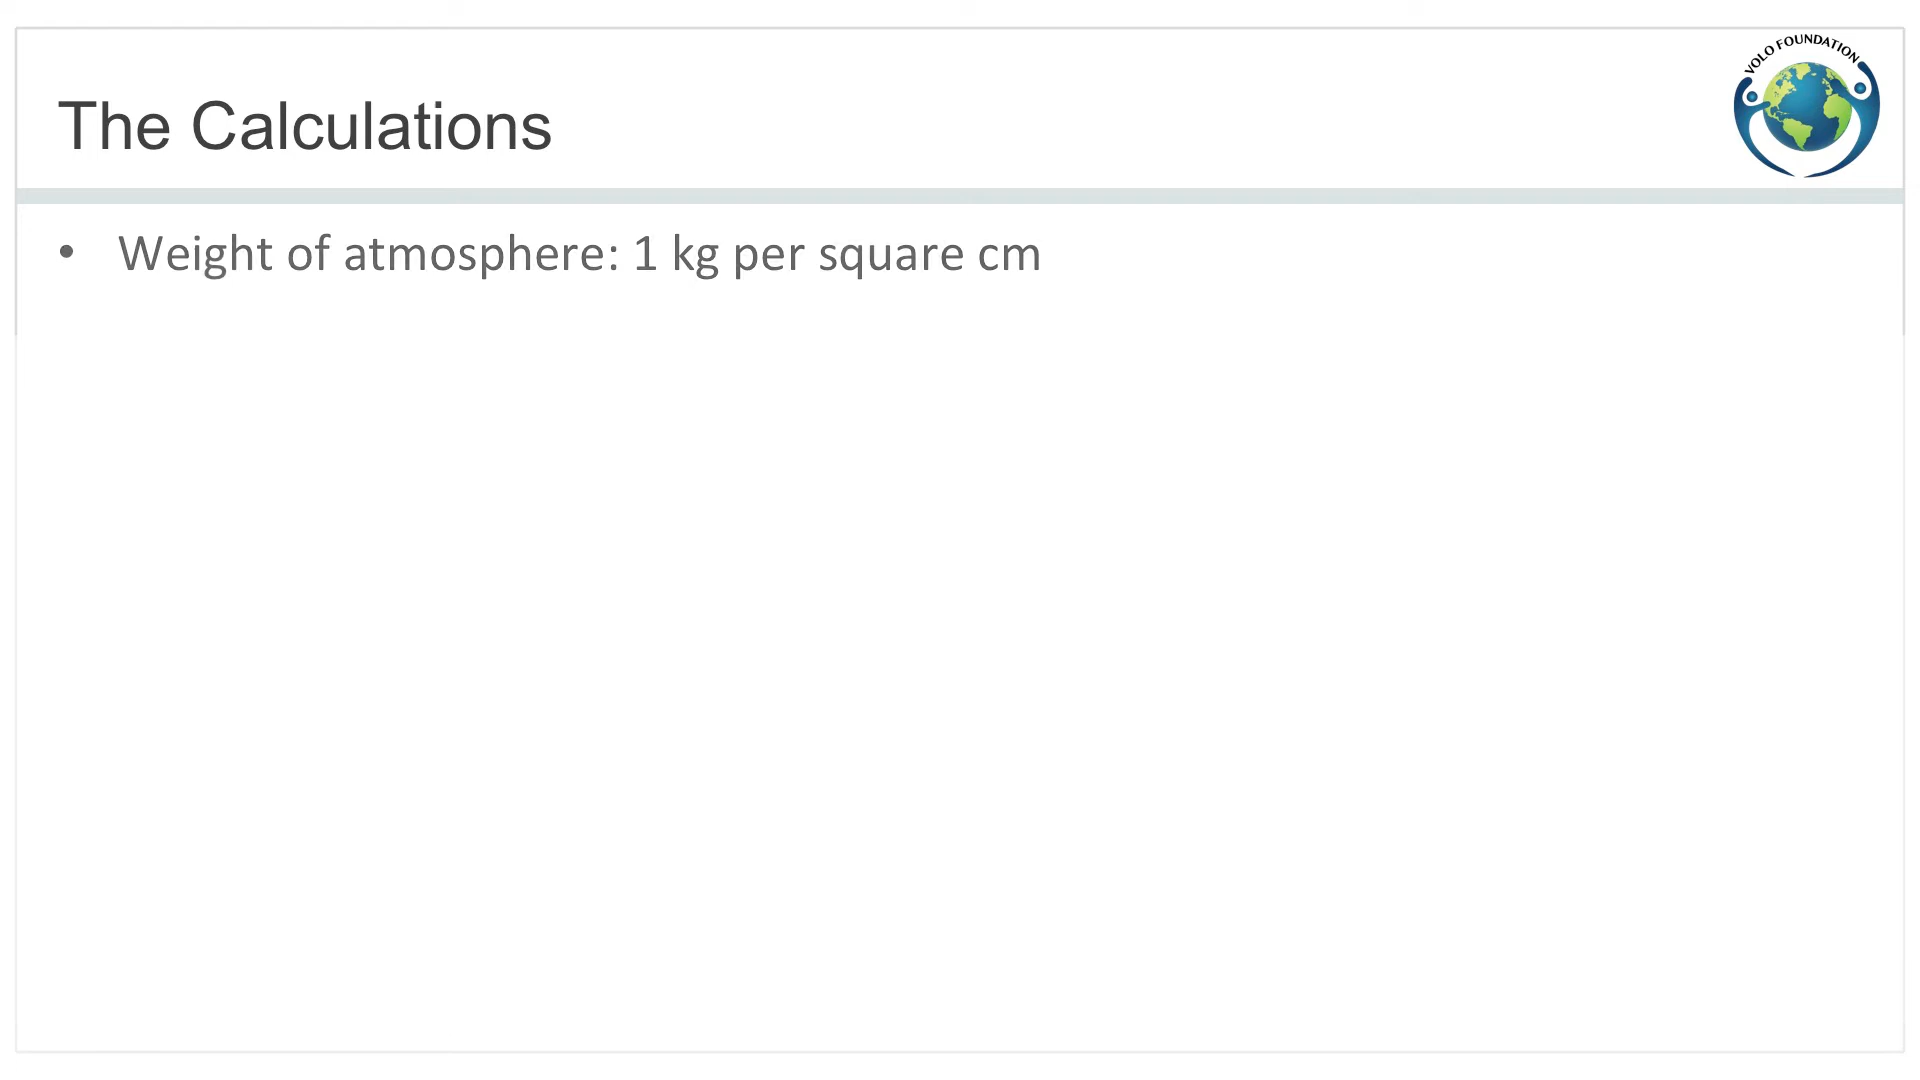 VOLO FOUNDATION
The Calculations
• Weight of atmosphere: 1 kg per square cm